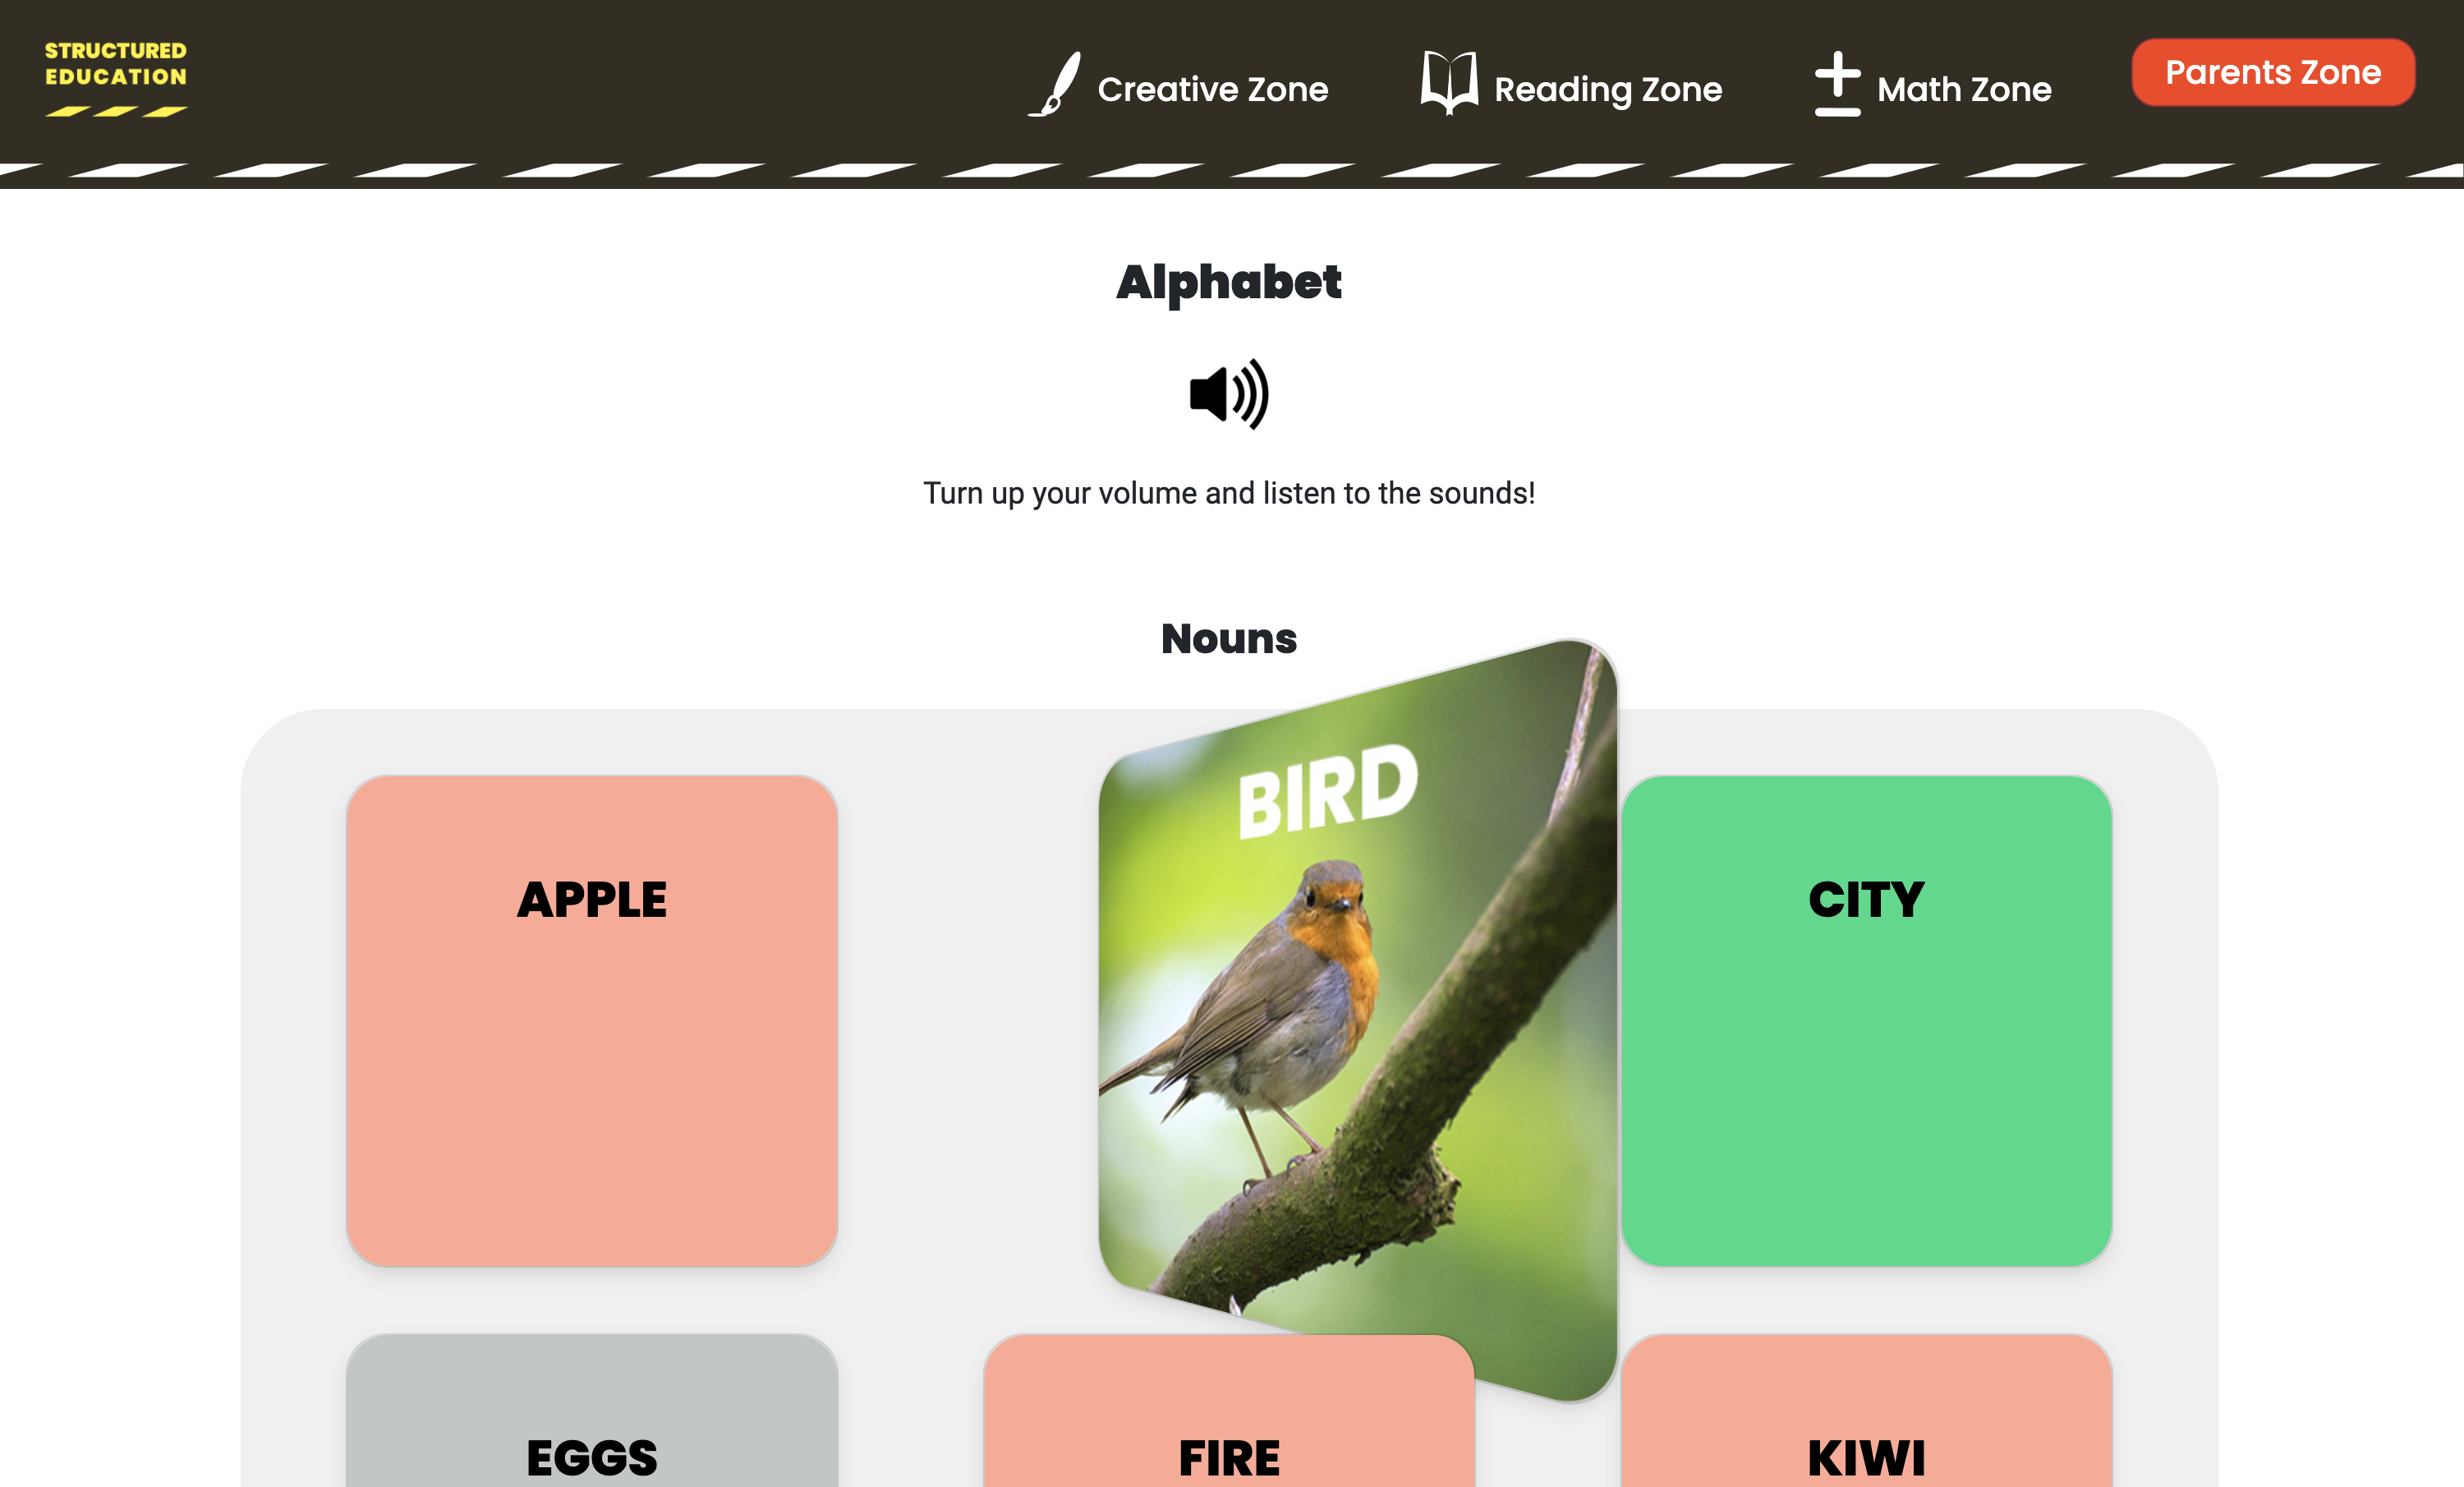 STRUCTURED
EDUCATION
Creative Zone
Reading Zone
Math Zone
Parents Zone
Alphabet
Turn up your volume and listen to the sounds!
Nouns
APPLE
BIRD
CITY
EGGS
FIRE
KIWI